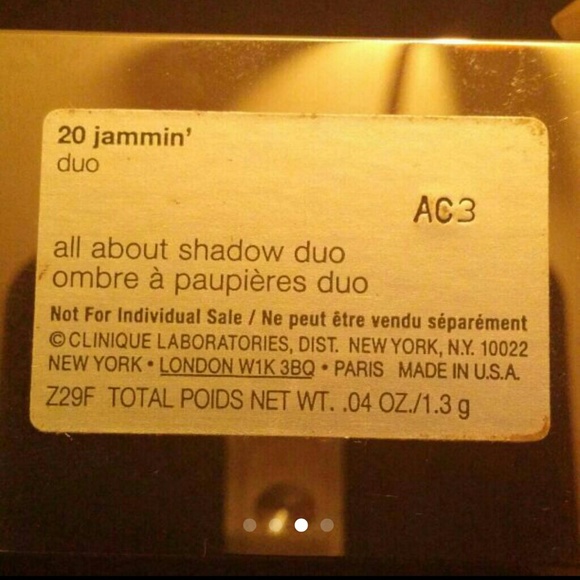 20 jammin'
duo
AC3
all about shadow duo
ombre à paupières duo
Not For Individual Sale / Ne peut être vendu séparément
© CLINIQUE LABORATORIES, DIST. NEW YORK, N.Y. 10022
NEW YORK • LONDON W1K 3BQ • PARIS MADE IN U.S.A.
Z29F TOTAL POIDS NET WT. .04 OZ./1.3 g